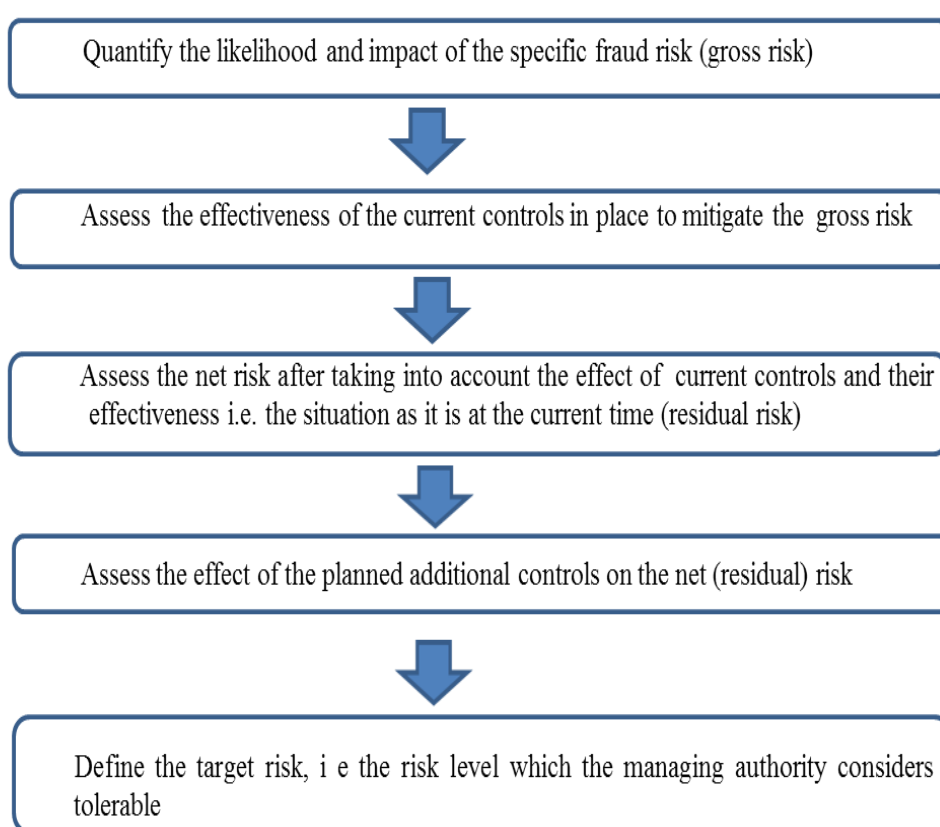 Quantify the likelihood and impact of the specific fraud risk (gross risk)
Assess the effectiveness of the current controls in place to mitigate the gross risk
Assess the net risk after taking into account the effect of current controls and their
effectiveness i.e. the situation as it is at the current time (residual risk)
Assess the effect of the planned additional controls on the net (residual) risk
Define the target risk, i e the risk level which the managing authority considers
tolerable